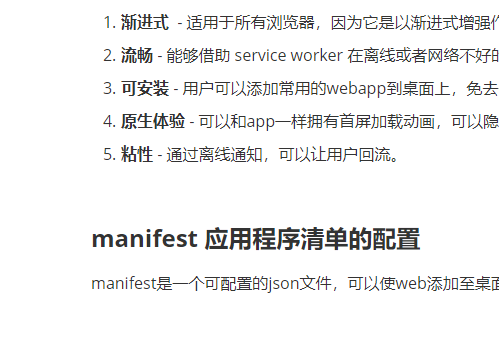 1. 渐进式 - 适用于所有浏览器，因为它是以渐进式增强
2. 流畅 - 能够借助 service worker 在离线或者网络不好
3. 可安装 - 用户可以添加常用的webapp到桌面上，免去
4. 原生体验 - 可以和app一样拥有首屏加载动画，可以隐
5. 粘性 - 通过离线通知，可以让用户回流。
manifest 应用程序清单的配置
manifest是一个可配置的json文件，可以使web添加至桌面